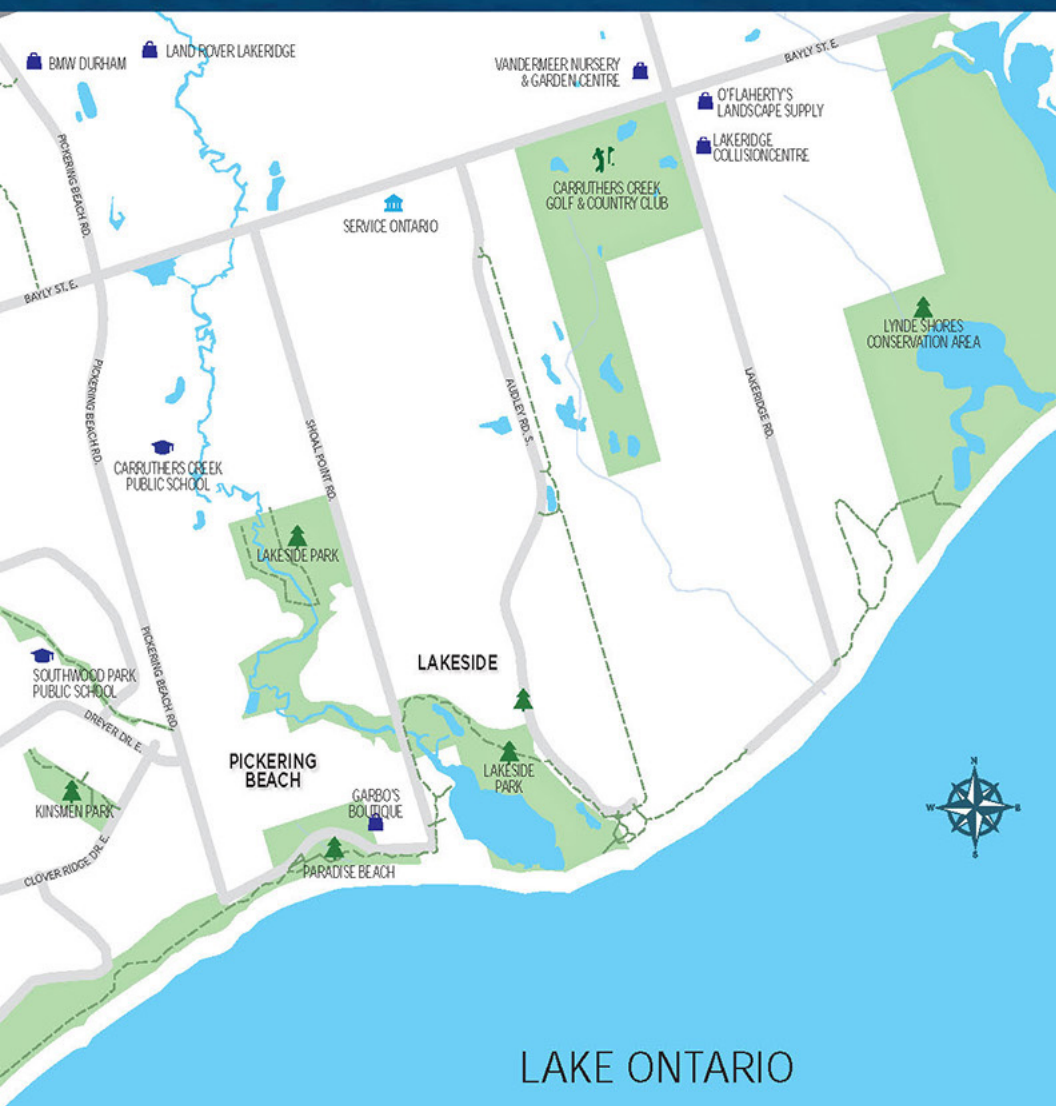 BMW DURHAM
LAND ROVER LAKERIDGE
VANDERMEER NURSERY
& GARDEN CENTRE
BAYLY ST. E.
O'FLAHERTY'S
LANDSCAPE SUPPLY
LAKERIDGE
COLLISIONCENTRE
PICKERING BEACH RD.
CARRUTHERS CREEK
GOLF & COUNTRY CLUB
SERVICE ONTARIO
BAYLY ST. E.
LYNDE SHORES
CONSERVATION AREA
PICKERING BEACH RD.
AUDLEY RD. S.
LAKERIDGE RD.
SHOAL POINT RD.
CARRUTHERS CREEK
PUBLIC SCHOOL
LAKESIDE PARK
PICKERING BEACH RD.
LAKESIDE
SOUTHWOOD PARK
PUBLIC SCHOOL
DREYER DR. E.
PICKERING
BEACH
LAKESIDE
PARK
KINSMEN PARK
GARBO'S
BOUTIQUE
CLOVER RIDGE DR. E.
PARADISE BEACH
N
W
E
S
LAKE ONTARIO